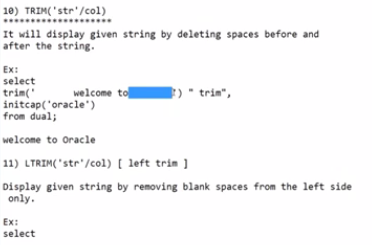 10) TRIM('str'/col)
********************
It will display given string by deleting spaces before and
after the string.
Ex:
select
trim('      welcome to        ') " trim",
initcap('oracle')
from dual;
welcome to Oracle
11) LTRIM('str'/col) [ left trim ]
Display given string by removing blank spaces from the left side
only.
Ex:
select